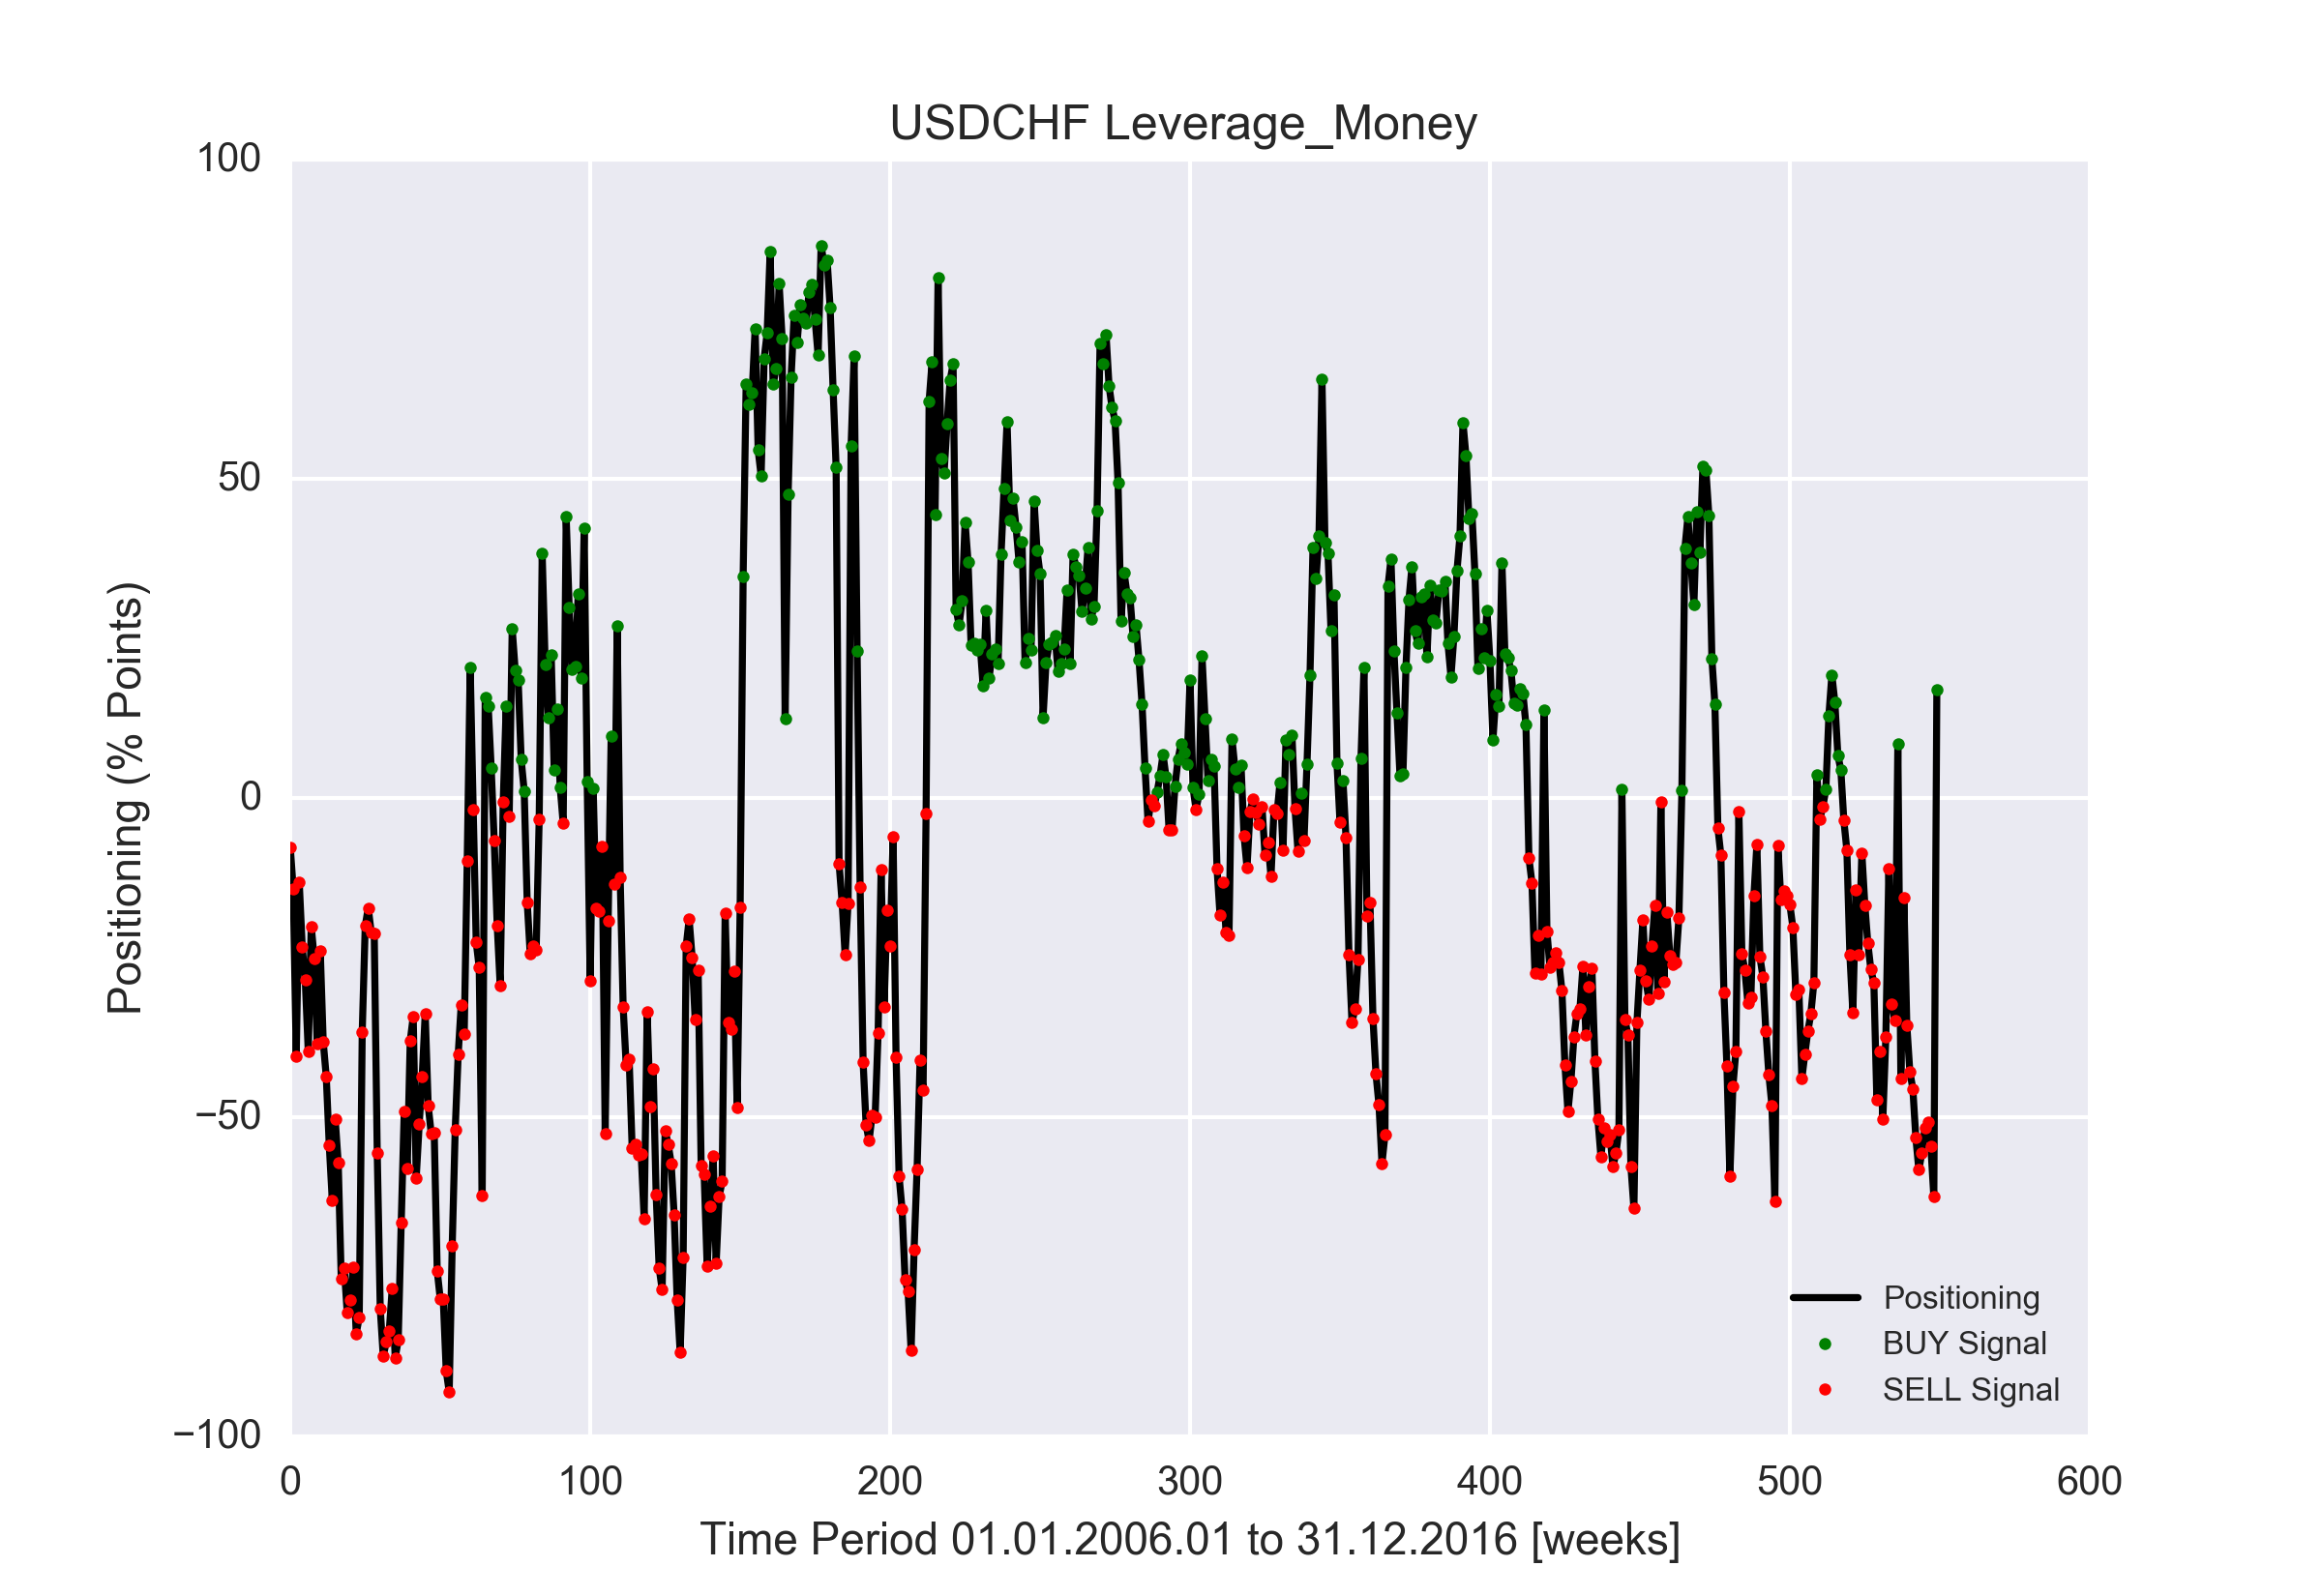 USDCHF Leverage_Money
100
50
0
−50
−100
Positioning (% Points)
Positioning
BUY Signal
SELL Signal
0 100 200 300 400 500 600
Time Period 01.01.2006.01 to 31.12.2016 [weeks]